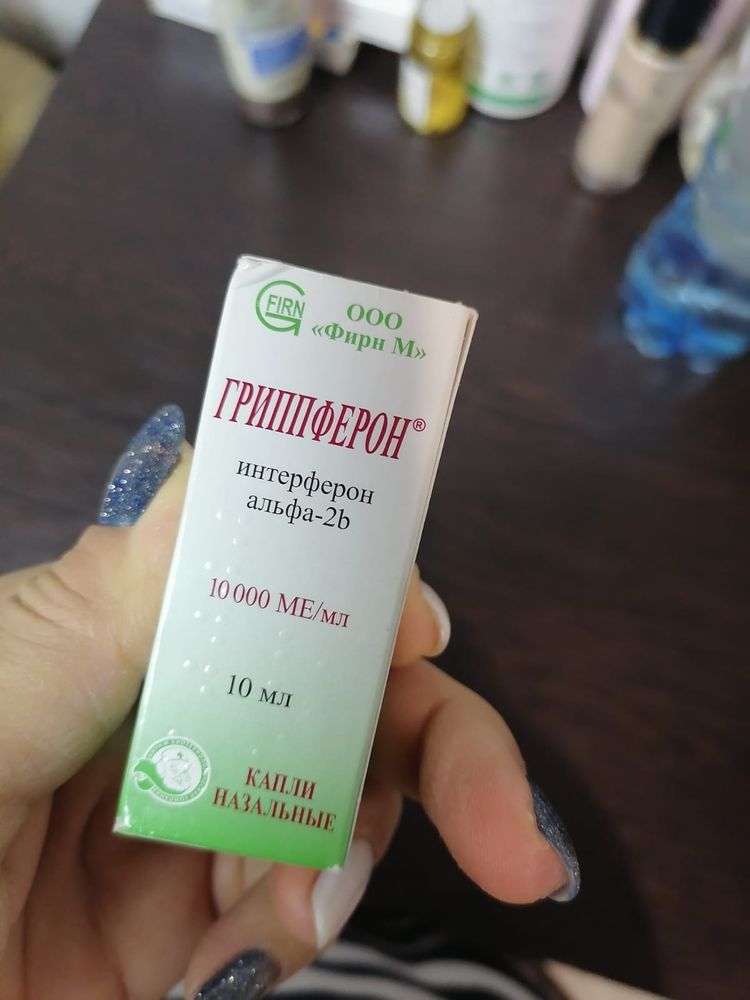 FIRN
ООО
«Фирн М»
ГРИППФЕРОН®
интерферон
альфа-2b
10 000 МЕ/мл
10 мл
КАПЛИ
НАЗАЛЬНЫЕ